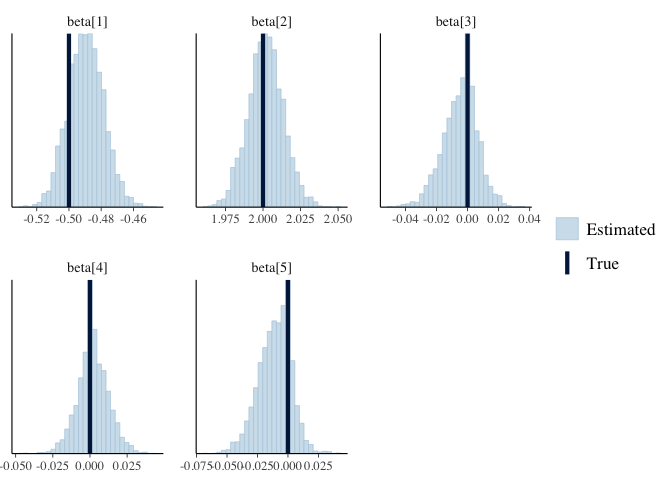 beta[1] beta[2] beta[3]
-0.52 -0.50 -0.48 -0.46 1.975 2.000 2.025 2.050 -0.04 -0.02 0.00 0.02 0.04
Estimated
True
beta[4] beta[5]
-0.050 -0.025 0.000 0.025 -0.075 -0.050 -0.025 0.000 0.025